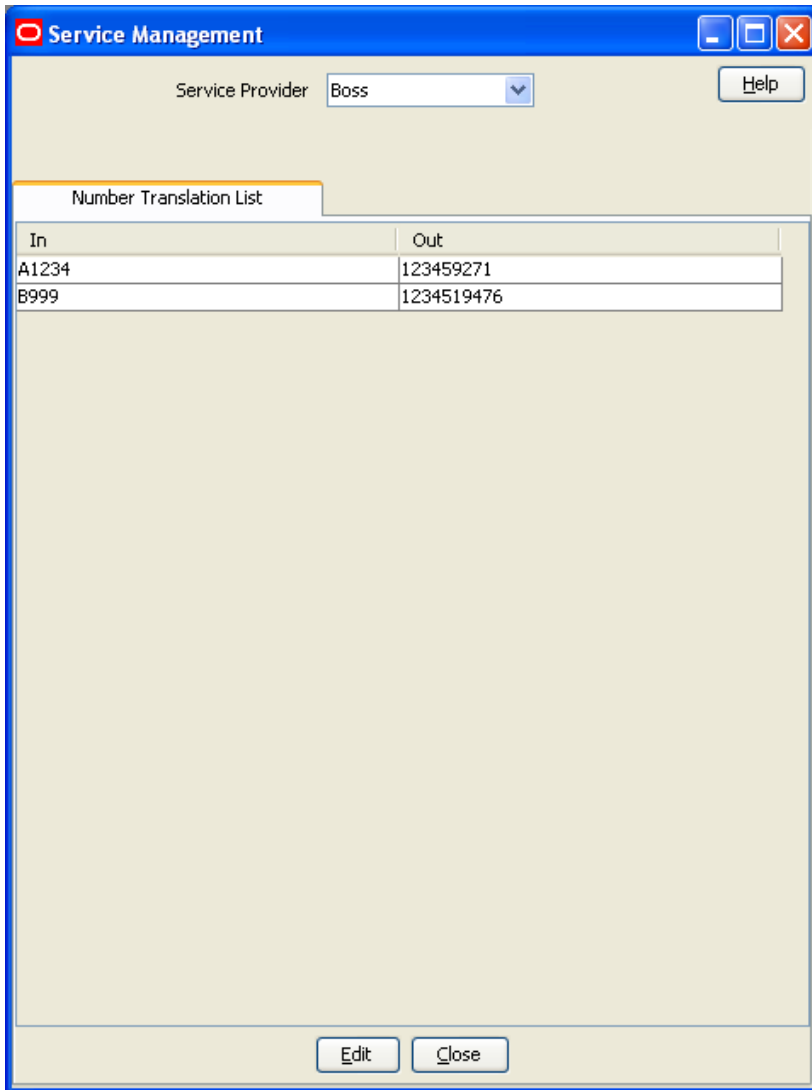 Service Management
Service Provider Boss Help
Number Translation List
In Out
A1234 123459271
B999 1234519476
Edit Close